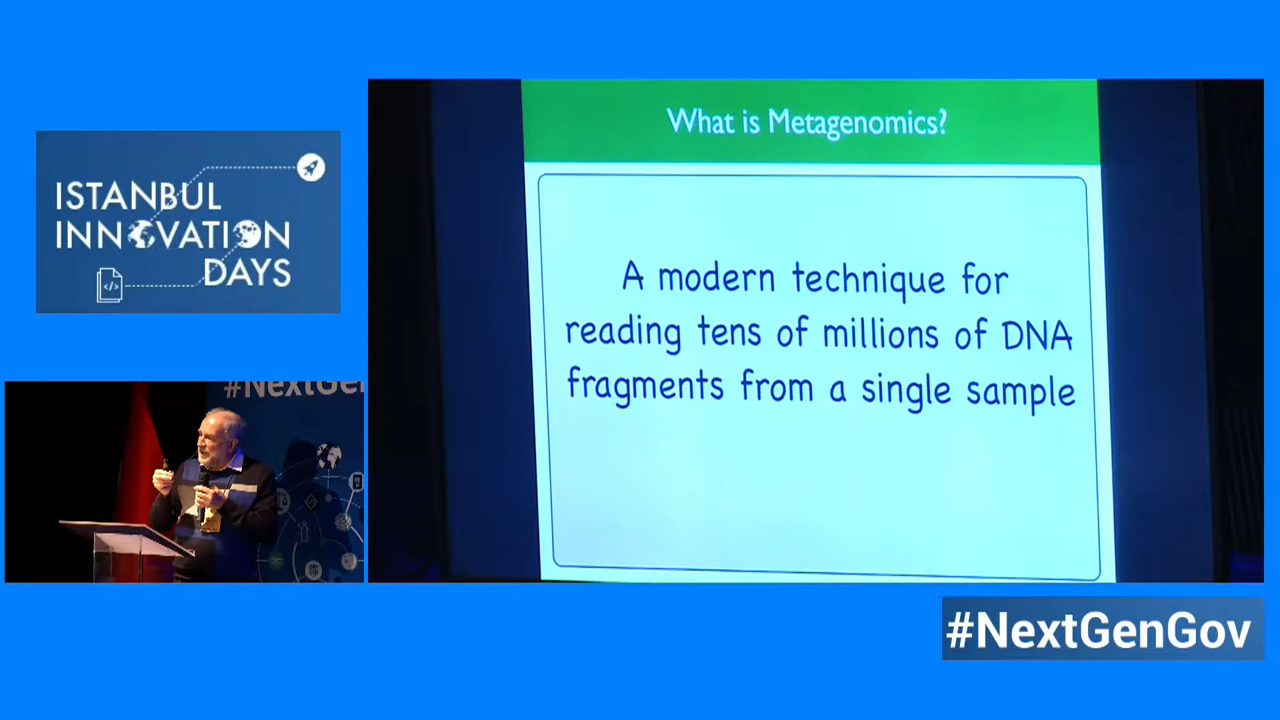 ISTANBUL
INNOVATION
DAYS
</>
#NextGen
What is Metagenomics?
A modern technique for
reading tens of millions of DNA
fragments from a single sample
#NextGenGov